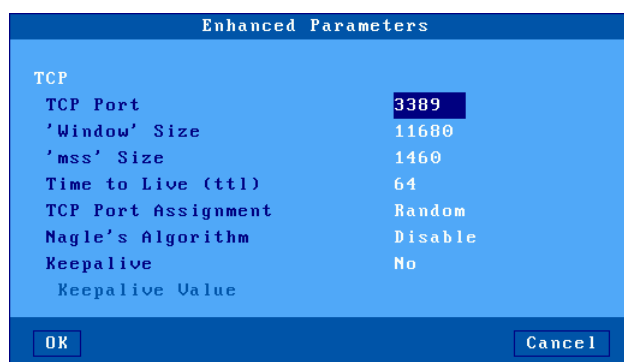 Enhanced Parameters
TCP
TCP Port 3389
'Window' Size 11680
'mss' Size 1460
Time to Live (ttl) 64
TCP Port Assignment Random
Nagle's Algorithm Disable
Keepalive No
Keepalive Value
OK Cancel